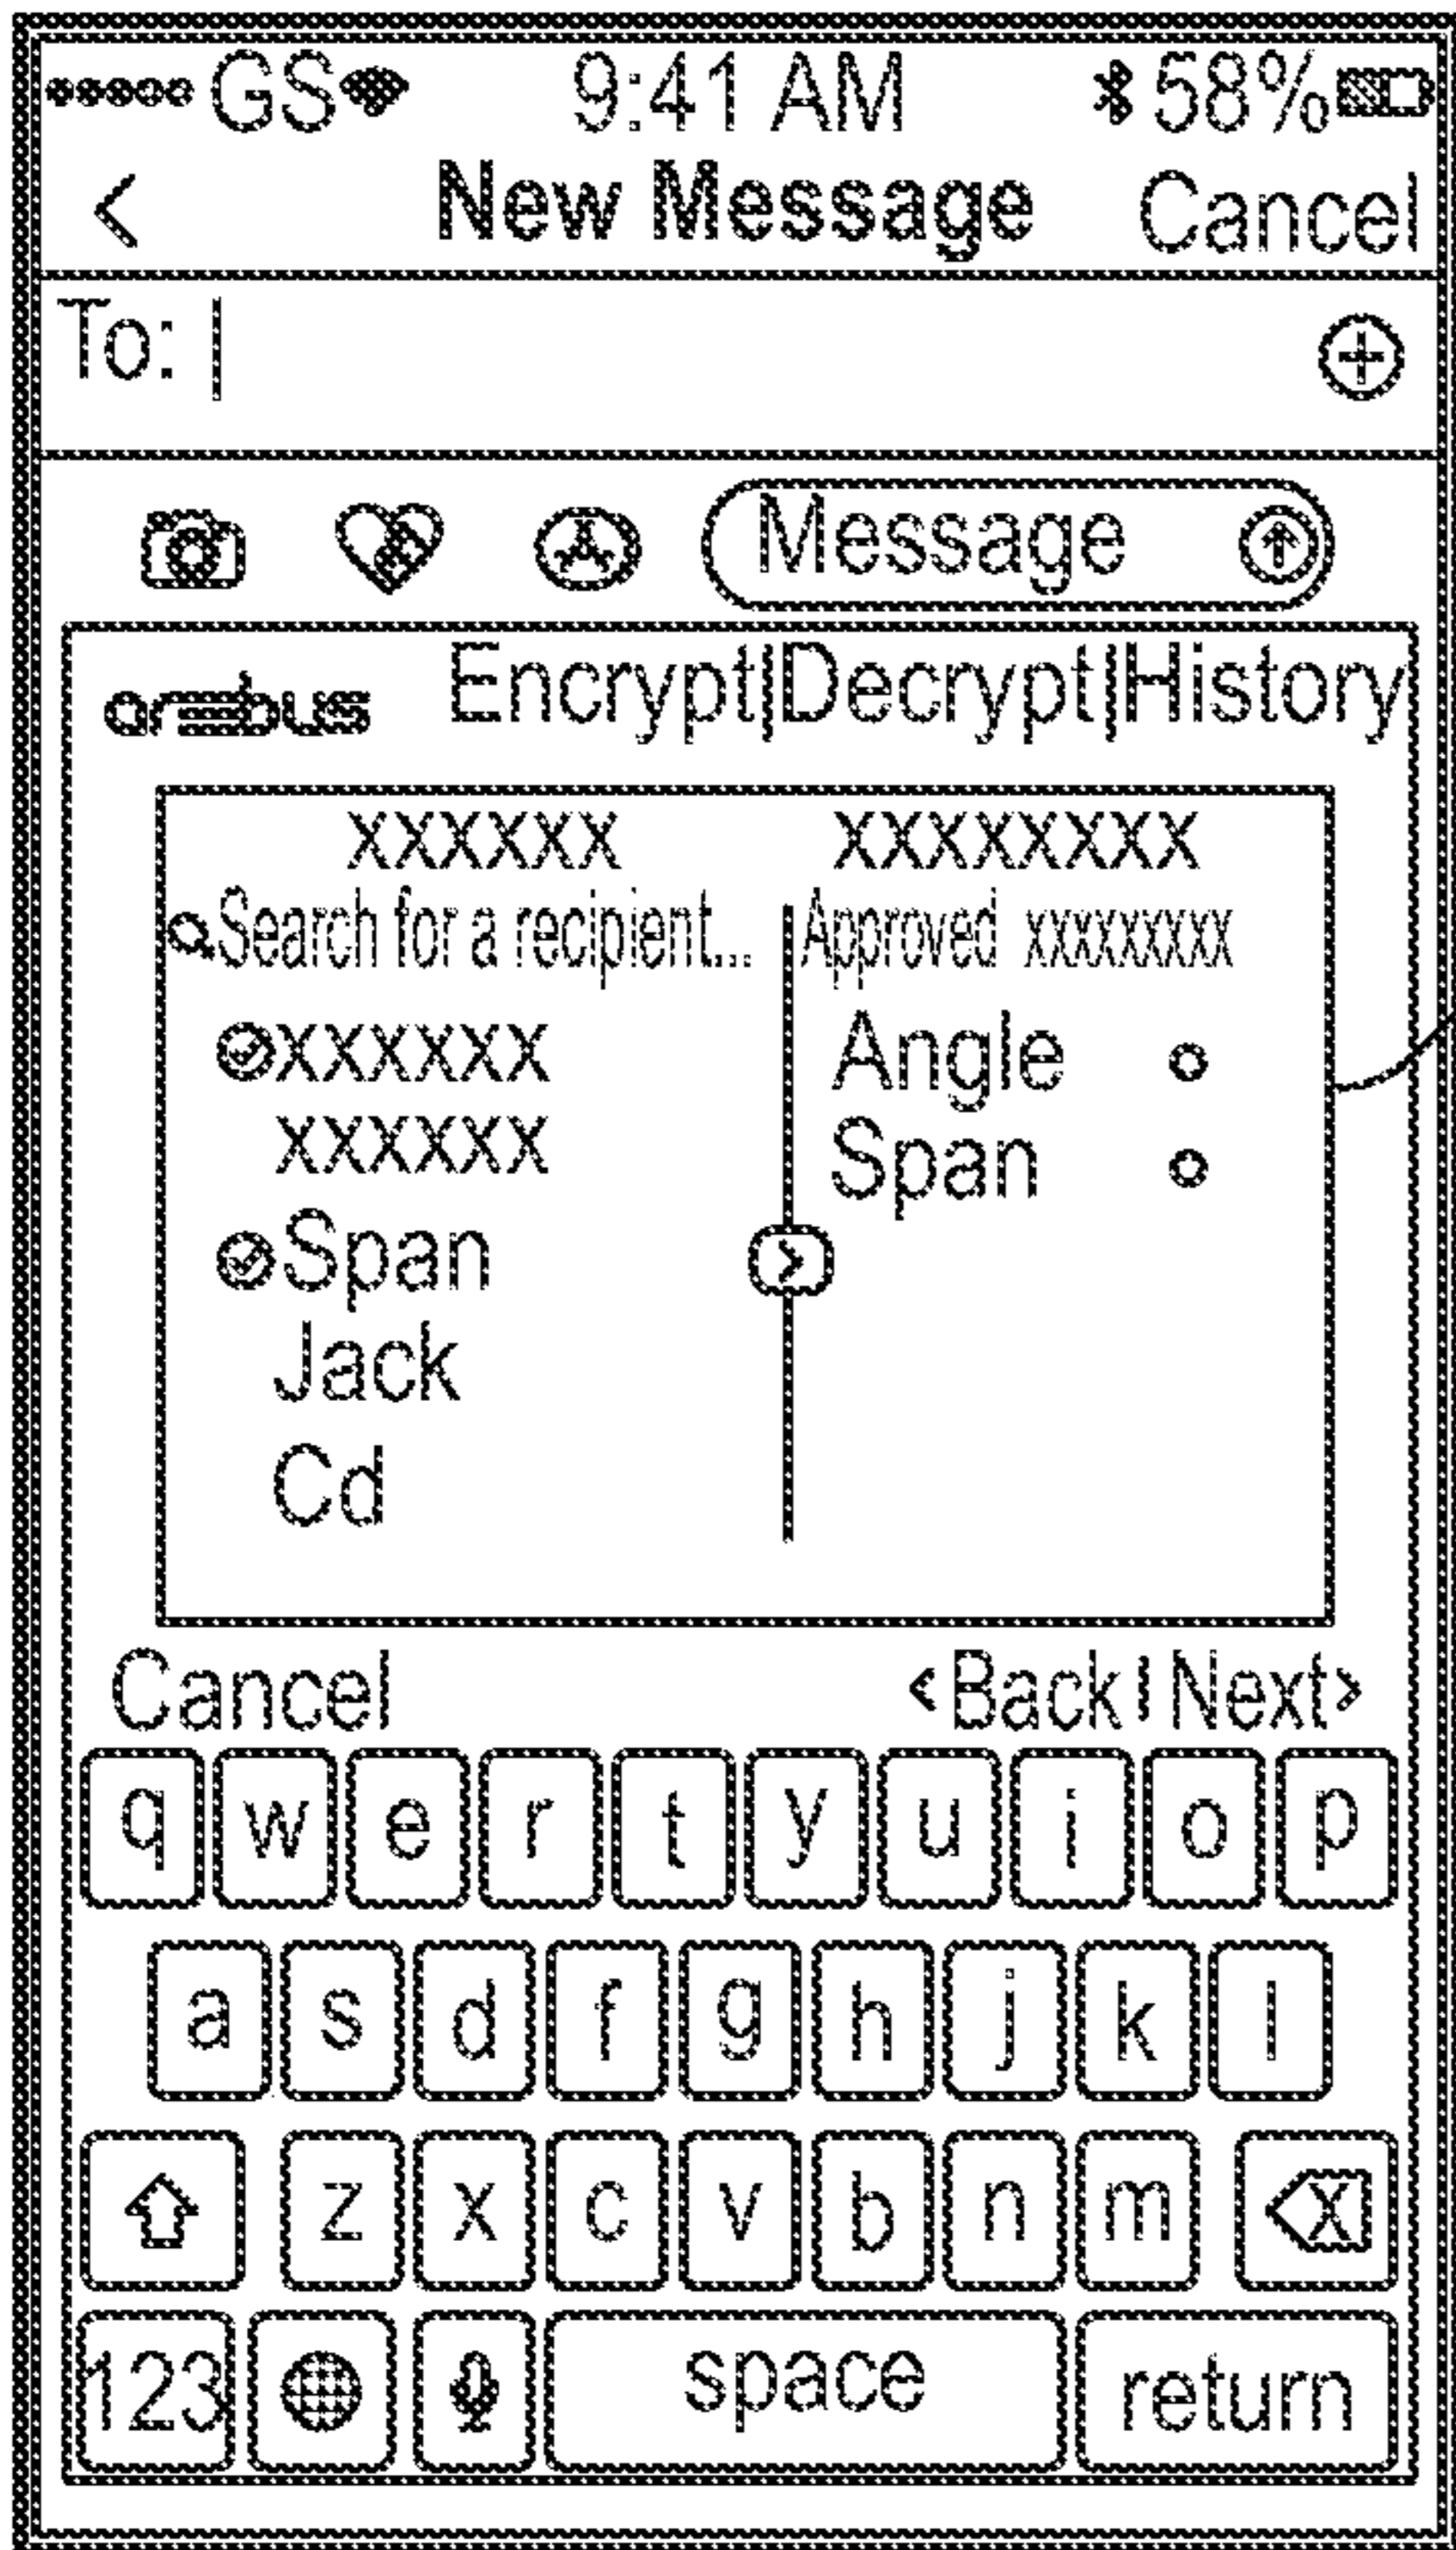 GS 9:41 AM 58%
< New Message Cancel
To:
Message
Encrypt|Decrypt|History
xxxxxx xxxxxxxx
Search for a recipient... Approved xxxxxxxxx
xxxxxx Angle
xxxxxx Span
Span >
Jack
Cd
Cancel <Back|Next>
q w e r t y u i o p
a s d f g h j k l
z x c v b n m X
123 space return